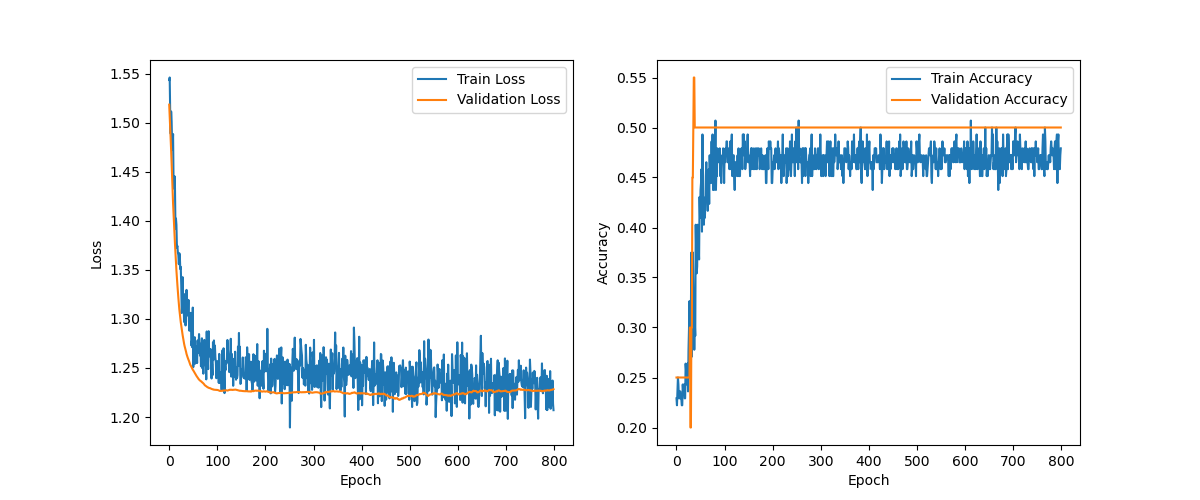 1.55
1.50
1.45
1.40
1.35
1.30
1.25
1.20
Loss
0 100 200 300 400 500 600 700 800
Epoch
Train Loss
Validation Loss
0.55
0.50
0.45
0.40
0.35
0.30
0.25
0.20
Accuracy
0 100 200 300 400 500 600 700 800
Epoch
Train Accuracy
Validation Accuracy